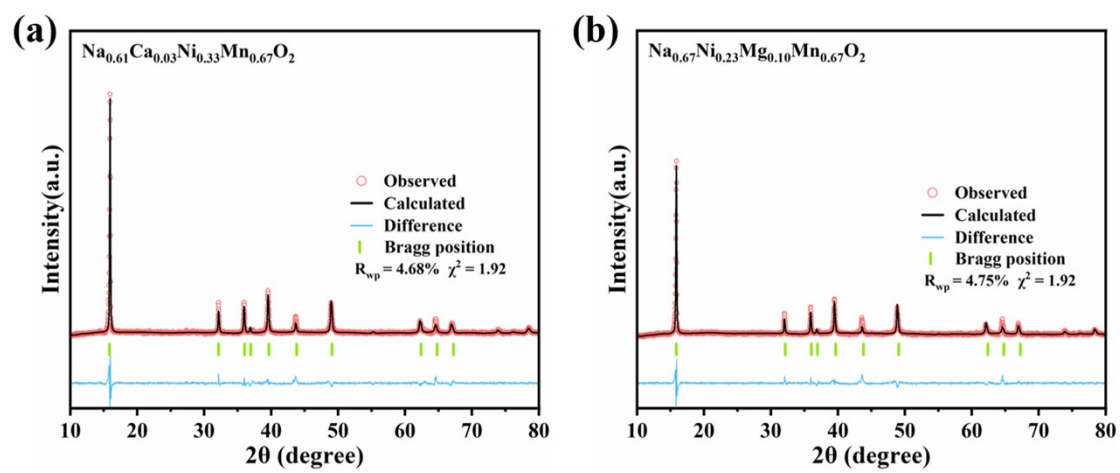 (a)
Na0.61Ca0.03Ni0.33Mn0.67O2
Intensity(a.u.)
Observed
Calculated
Difference
Bragg position
Rwp = 4.68% χ2 = 1.92
10 20 30 40 50 60 70 80
2θ (degree)
(b)
Na0.67Ni0.23Mg0.10Mn0.67O2
Intensity(a.u.)
Observed
Calculated
Difference
Bragg position
Rwp = 4.75% χ2 = 1.92
10 20 30 40 50 60 70 80
2θ (degree)